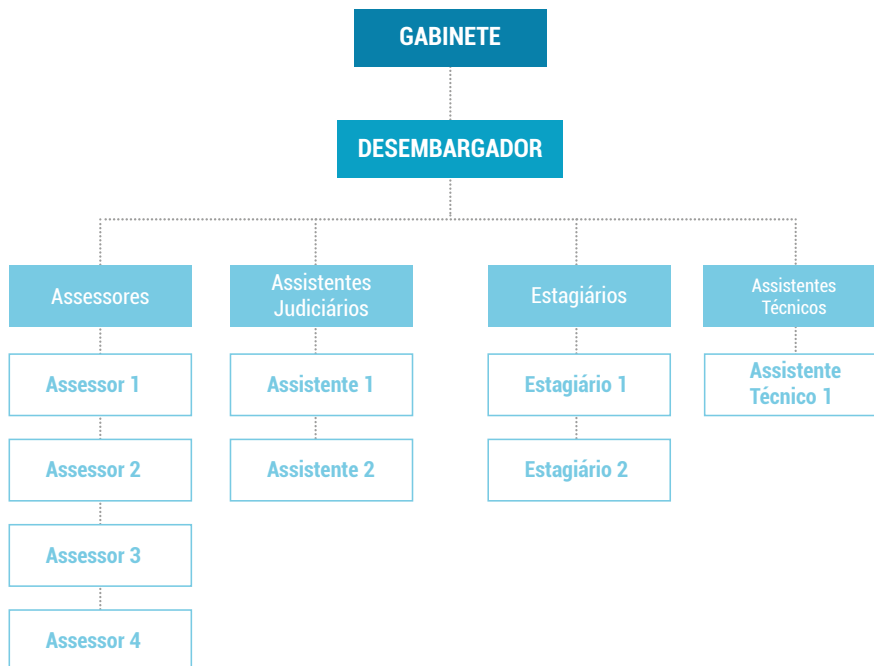 GABINETE
DESEMBARGADOR
Assessores
Assistentes
Judiciários
Estagiários
Assistentes
Técnicos
Assessor 1
Assistente 1
Estagiário 1
Assistente
Técnico 1
Assessor 2
Assistente 2
Estagiário 2
Assessor 3
Assessor 4